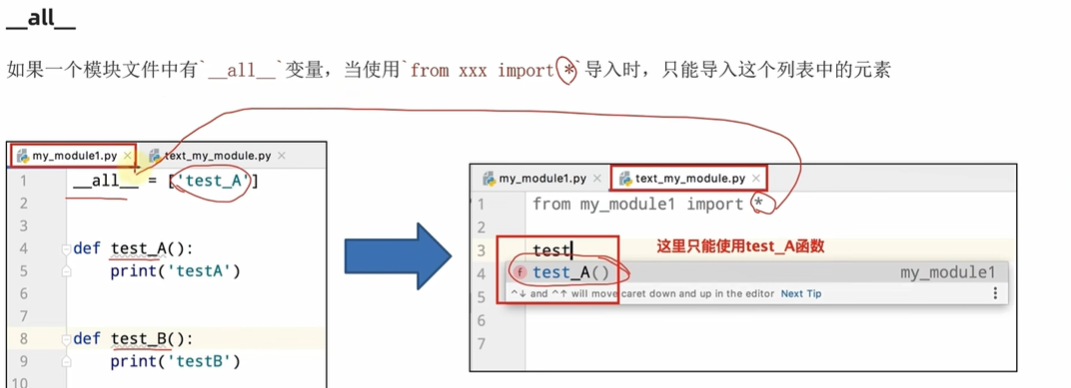 __all__
如果一个模块文件中有`__all__`变量，当使用`from xxx import *`导入时，只能导入这个列表中的元素
my_module1.py × text_my_module.py ×
1 __all__ = ['test_A']
2
3
4 def test_A():
5 print('testA')
6
7
8 def test_B():
9 print('testB')
10
my_module1.py × text_my_module.py ×
1 from my_module1 import *
2
3 test 这里只能使用test_A函数
4 f test_A() my_module1
5 ^↓ and ^↑ will move caret down and up in the editor Next Tip
6
7